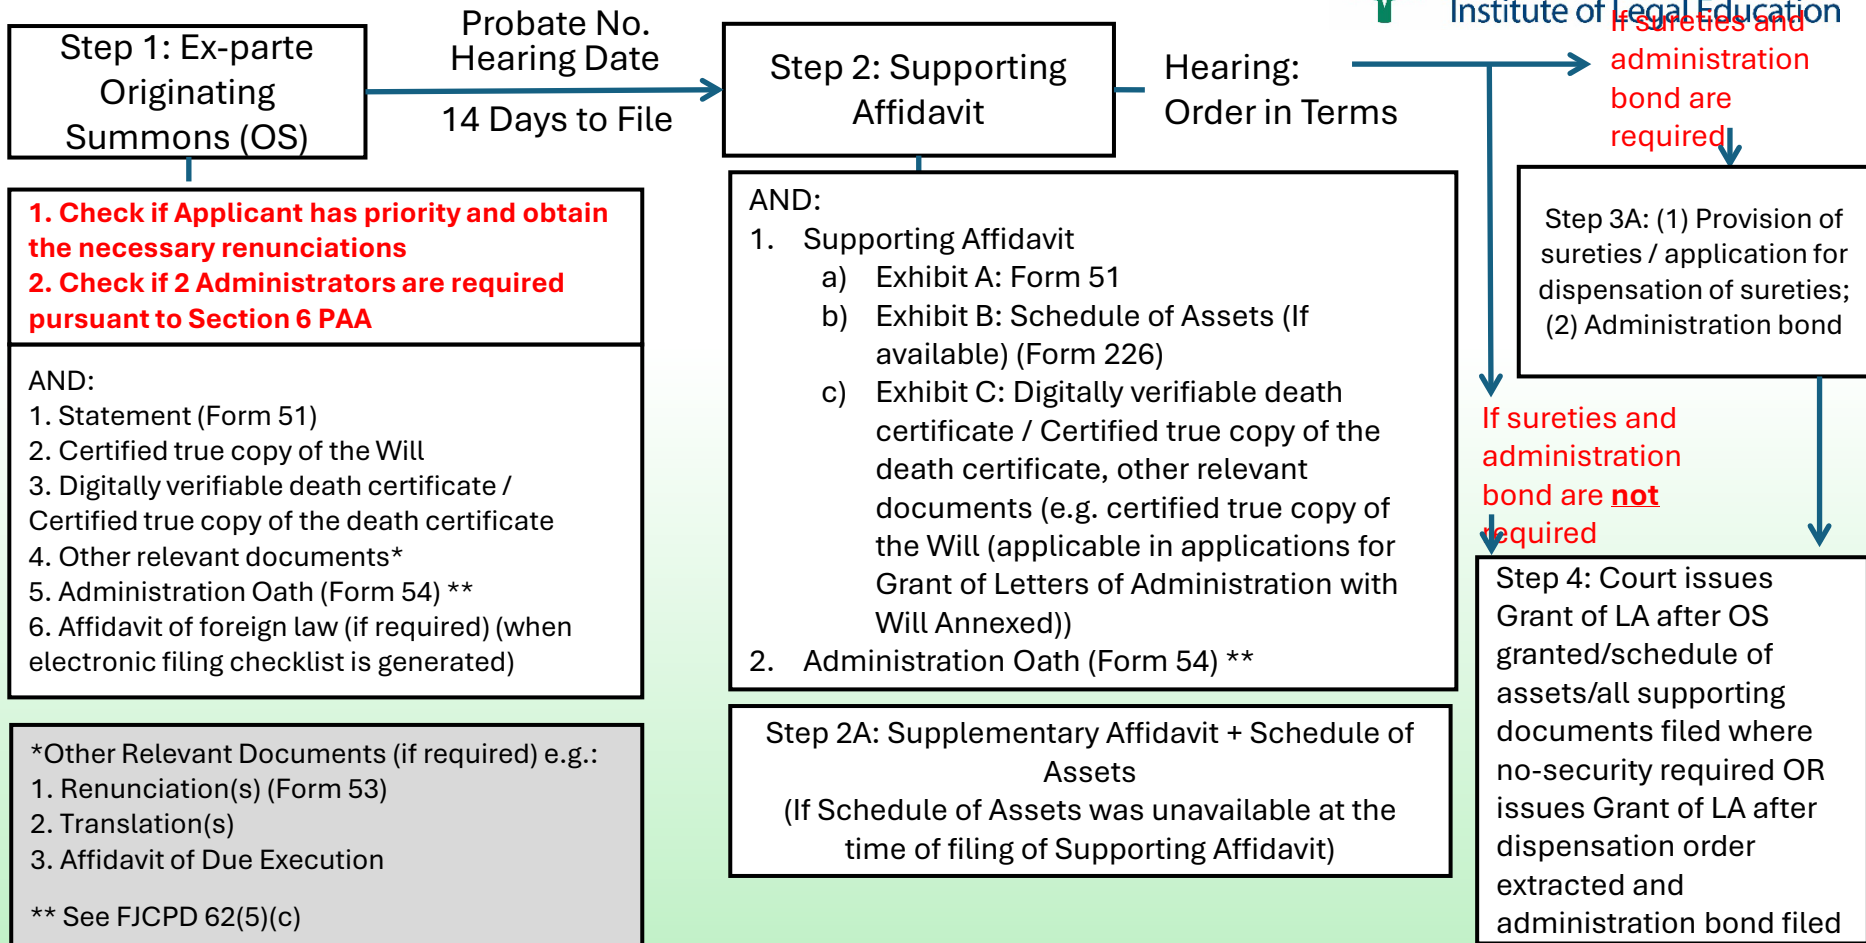 Institute of Legal Education
Step 1: Ex-parte
Originating
Summons (OS)
Probate No.
Hearing Date
14 Days to File
Step 2: Supporting
Affidavit
Hearing:
Order in Terms
If sureties and
administration
bond are
required
1. Check if Applicant has priority and obtain
the necessary renunciations
2. Check if 2 Administrators are required
pursuant to Section 6 PAA
AND:
1. Statement (Form 51)
2. Certified true copy of the Will
3. Digitally verifiable death certificate /
Certified true copy of the death certificate
4. Other relevant documents*
5. Administration Oath (Form 54) **
6. Affidavit of foreign law (if required) (when
electronic filing checklist is generated)
*Other Relevant Documents (if required) e.g.:
1. Renunciation(s) (Form 53)
2. Translation(s)
3. Affidavit of Due Execution
** See FJCPD 62(5)(c)
AND:
1. Supporting Affidavit
a) Exhibit A: Form 51
b) Exhibit B: Schedule of Assets (If
available) (Form 226)
c) Exhibit C: Digitally verifiable death
certificate / Certified true copy of the
death certificate, other relevant
documents (e.g. certified true copy of
the Will (applicable in applications for
Grant of Letters of Administration with
Will Annexed))
2. Administration Oath (Form 54) **
Step 2A: Supplementary Affidavit + Schedule of
Assets
(If Schedule of Assets was unavailable at the
time of filing of Supporting Affidavit)
Step 3A: (1) Provision of
sureties / application for
dispensation of sureties;
(2) Administration bond
If sureties and
administration
bond are not
required
Step 4: Court issues
Grant of LA after OS
granted/schedule of
assets/all supporting
documents filed where
no-security required OR
issues Grant of LA after
dispensation order
extracted and
administration bond filed